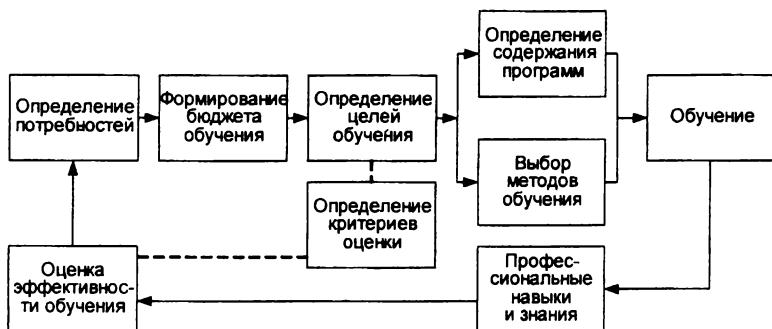 Определение
потребностей
Формирование
бюджета
обучения
Определение
целей
обучения
Определение
содержания
программ
Выбор
методов
обучения
Обучение
Определение
критериев
оценки
Оценка
эффективнос-
ти обучения
Професс-
сиональные
навыки
и знания